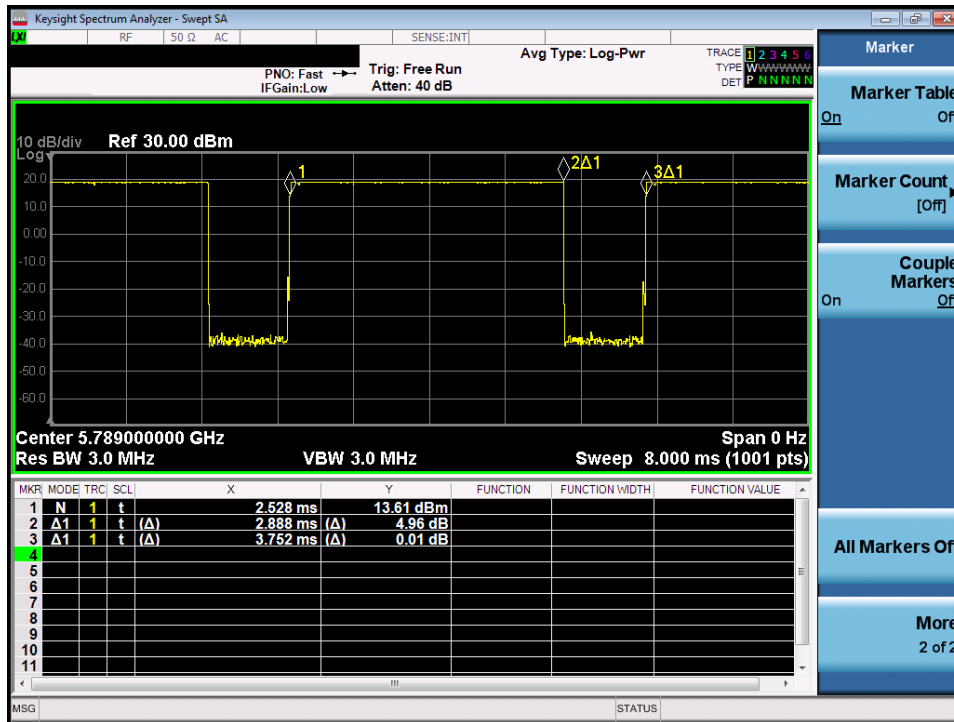 Keysight Spectrum Analyzer - Swept SA
LXI RF 50 Ω AC SENSE:INT
Avg Type: Log-Pwr TRACE 1 2 3 4 5 6
PNO: Fast Trig: Free Run TYPE W W W W W W
IFGain:Low Atten: 40 dB DET P N N N N N
10 dB/div Ref 30.00 dBm
Log
1 2Δ1 3Δ1
20.0
10.0
0.00
-10.0
-20.0
-30.0
-40.0
-50.0
-60.0
Center 5.789000000 GHz Span 0 Hz
Res BW 3.0 MHz VBW 3.0 MHz Sweep 8.000 ms (1001 pts)
MKR MODE TRC SCL X Y FUNCTION FUNCTION WIDTH FUNCTION VALUE
1 N 1 t 2.528 ms 13.61 dBm
2 Δ1 1 t (Δ) 2.888 ms (Δ) 4.96 dB
3 Δ1 1 t (Δ) 3.752 ms (Δ) 0.01 dB
4
5
6
7
8
9
10
11
MSG STATUS
Marker
Marker Table
On Of
Marker Count
[Off]
Couple
Markers
On Of
All Markers Of
More
2 of 2